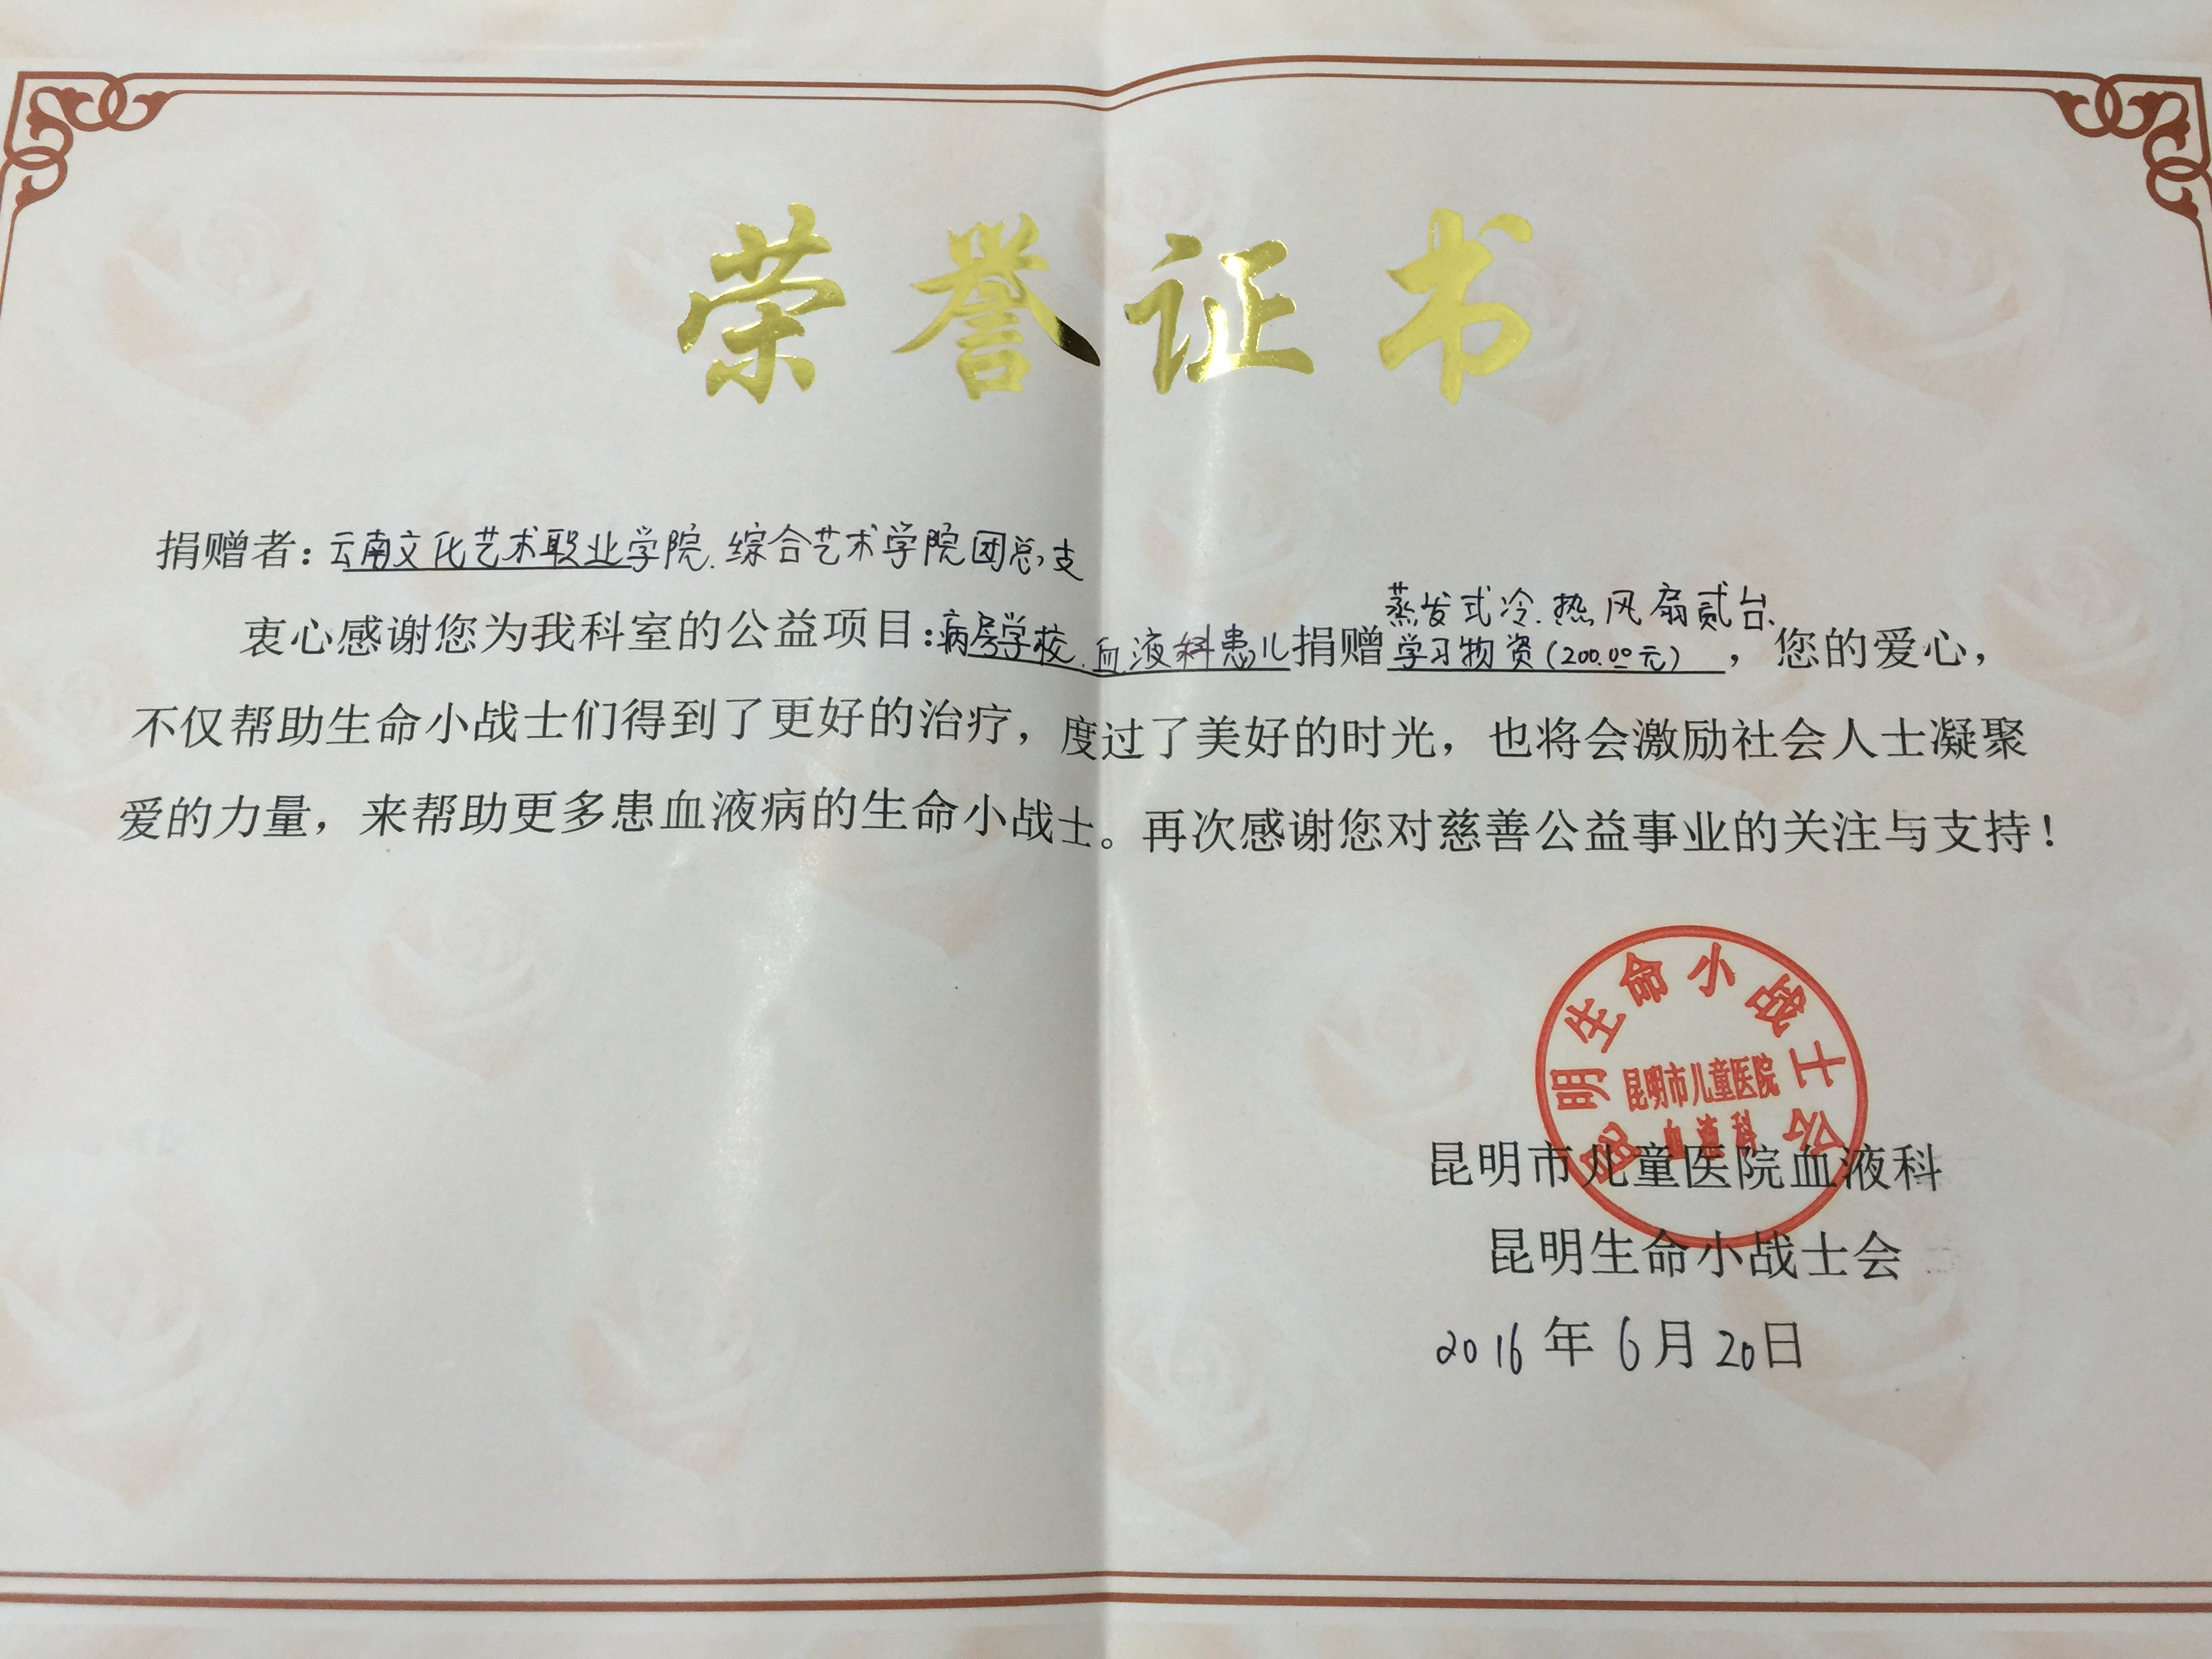 荣誉证书
捐赠者：云南文化艺术职业学院.综合艺术学院团总支
蒸发式冷.热风扇贰台、
衷心感谢您为我科室的公益项目：病房学校.血液科患儿捐赠学习物资(200.00元)，您的爱心，
不仅帮助生命小战士们得到了更好的治疗，度过了美好的时光，也将会激励社会人士凝聚
爱的力量，来帮助更多患血液病的生命小战士。再次感谢您对慈善公益事业的关注与支持！
昆明生命小战士会
昆明市儿童医院
血液科
昆明市儿童医院血液科
昆明生命小战士会
2016年6月20日